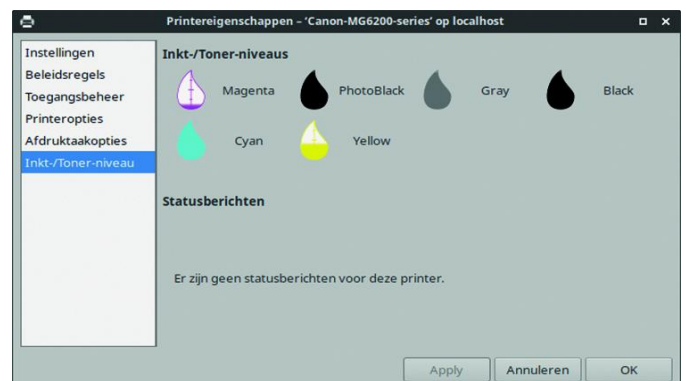 Printereigenschappen – ‘Canon-MG6200-series’ op localhost
Instellingen
Beleidsregels
Toegangsbeheer
Printeropties
Afdruktaakopties
Inkt-/Toner-niveau
Inkt-/Toner-niveaus
Magenta
PhotoBlack
Gray
Black
Cyan
Yellow
Statusberichten
Er zijn geen statusberichten voor deze printer.
Apply
Annuleren
OK